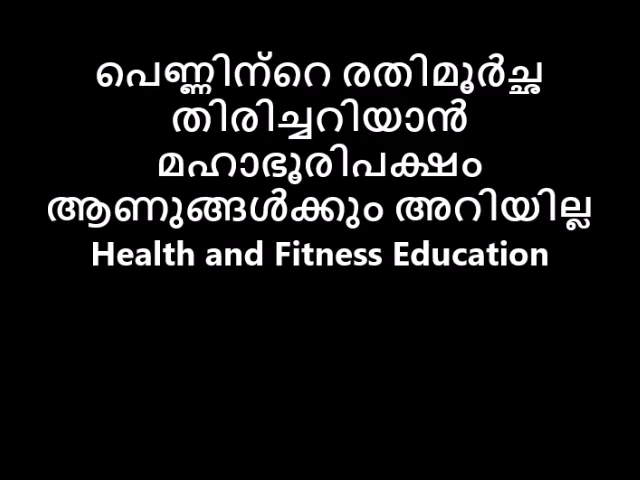 പെണ്ണിന്റെ രതിമൂർച്ഛ
തിരിച്ചറിയാൻ
മഹാഭൂരിപക്ഷം
ആണുങ്ങൾക്കും അറിയില്ല
Health and Fitness Education